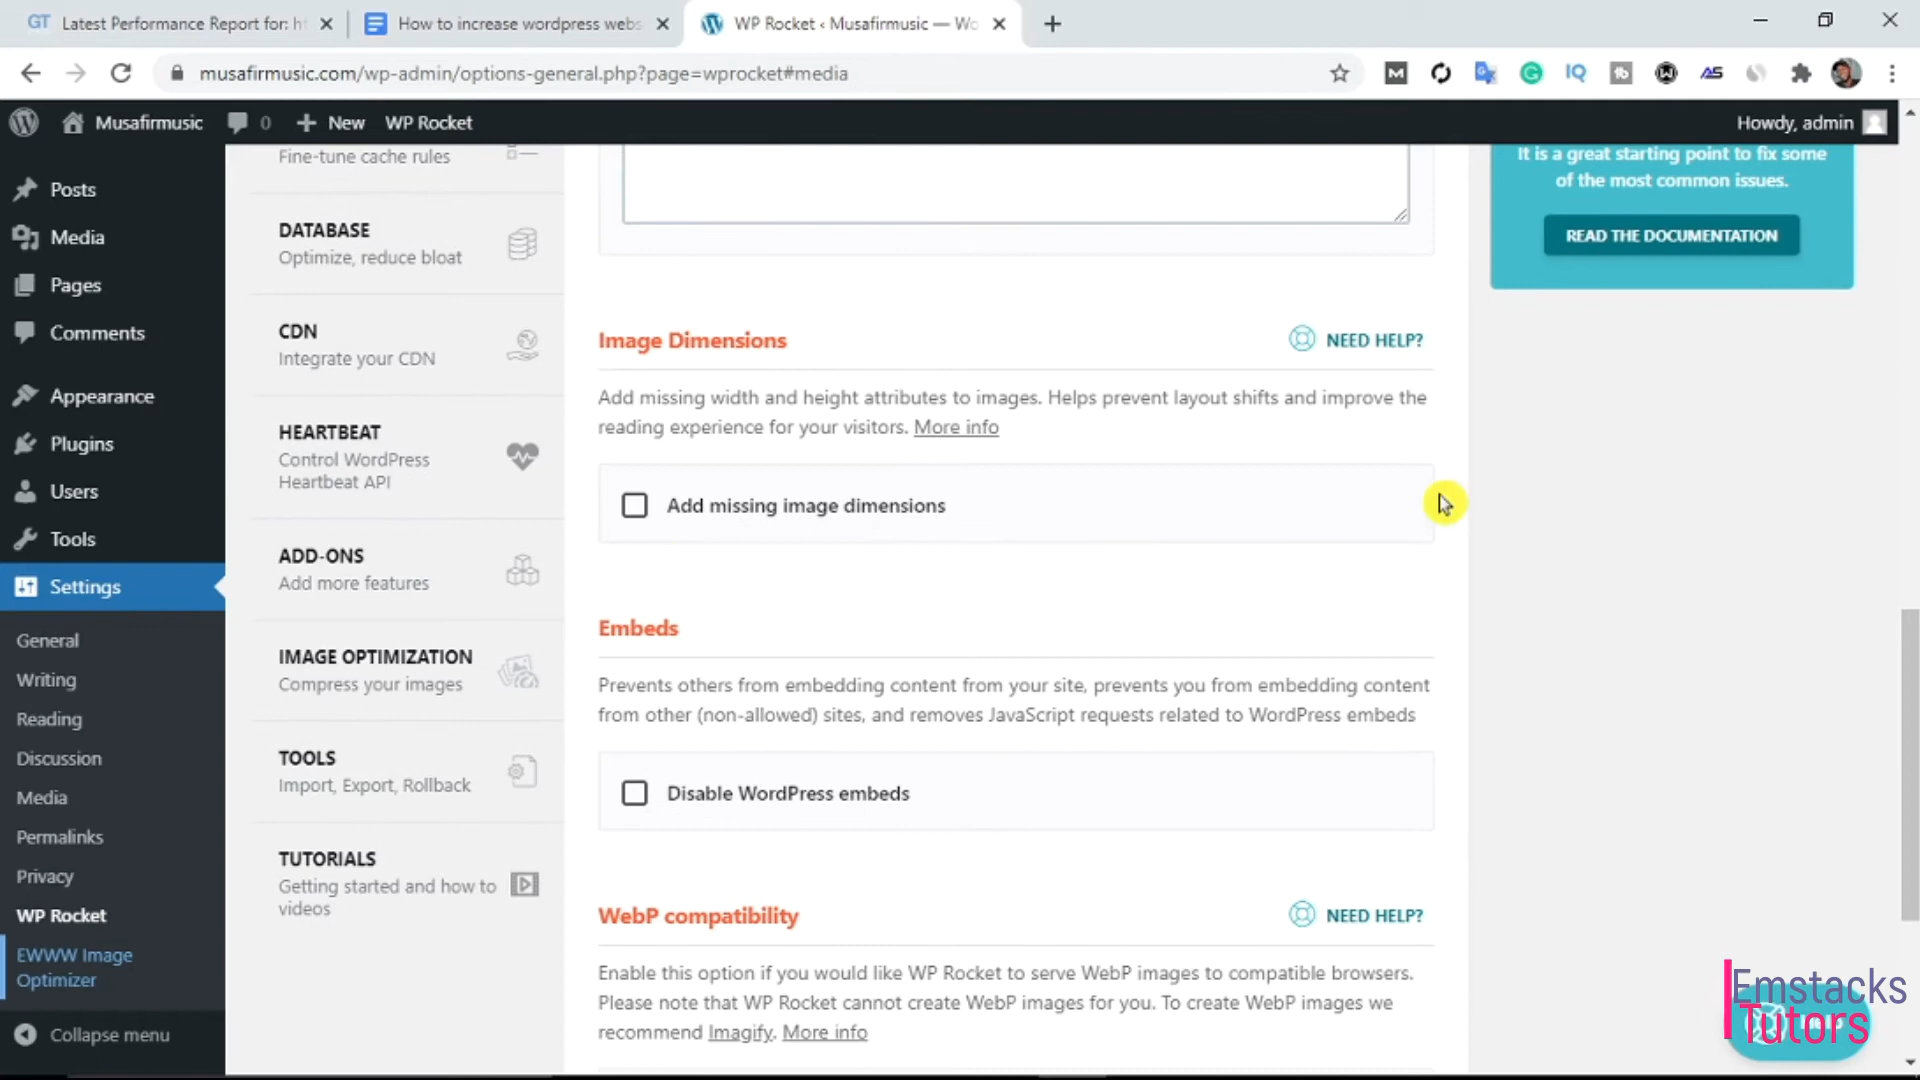 GT Latest Performance Report for: ht
How to increase wordpress webs
WP Rocket ‹ Musafirmusic — Wo
musafirmusic.com/wp-admin/options-general.php?page=wprocket#media
Musafirmusic
0
New
WP Rocket
Howdy, admin
Posts
Media
Pages
Comments
Appearance
Plugins
Users
Tools
Settings
General
Writing
Reading
Discussion
Media
Permalinks
Privacy
WP Rocket
EWWW Image
Optimizer
Collapse menu
Fine-tune cache rules
DATABASE
Optimize, reduce bloat
CDN
Integrate your CDN
HEARTBEAT
Control WordPress
Heartbeat API
ADD-ONS
Add more features
IMAGE OPTIMIZATION
Compress your images
TOOLS
Import, Export, Rollback
TUTORIALS
Getting started and how to
videos
Image Dimensions
NEED HELP?
Add missing width and height attributes to images. Helps prevent layout shifts and improve the
reading experience for your visitors. More info
Add missing image dimensions
Embeds
Prevents others from embedding content from your site, prevents you from embedding content
from other (non-allowed) sites, and removes JavaScript requests related to WordPress embeds
Disable WordPress embeds
WebP compatibility
NEED HELP?
Enable this option if you would like WP Rocket to serve WebP images to compatible browsers.
Please note that WP Rocket cannot create WebP images for you. To create WebP images we
recommend Imagify. More info
It is a great starting point to fix some
of the most common issues.
READ THE DOCUMENTATION
Emstacks
Tutors